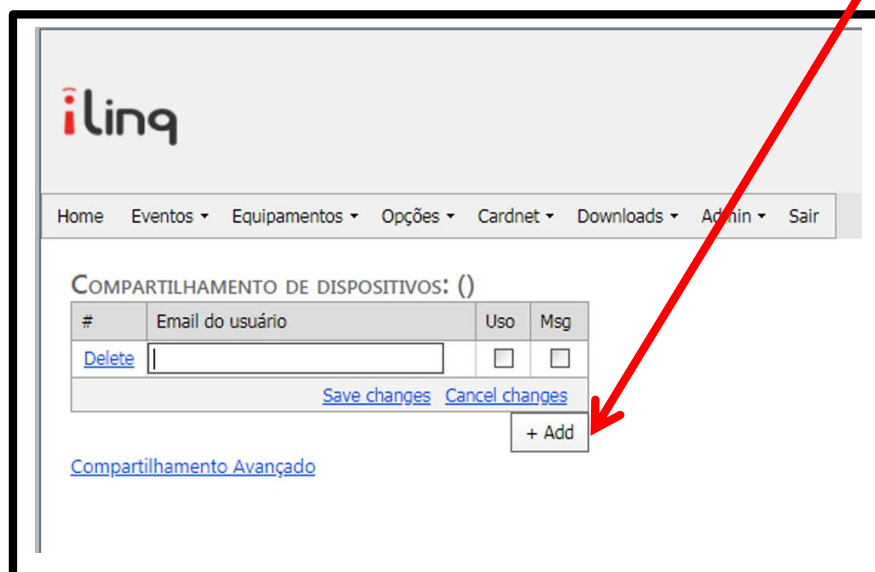 ilinq
Home Eventos Equipamentos Opções Cardnet Downloads Admin Sair
COMPARTILHAMENTO DE DISPOSITIVOS: ()
# Email do usuário Uso Msg
Delete
Save changes Cancel changes
+ Add
Compartilhamento Avançado